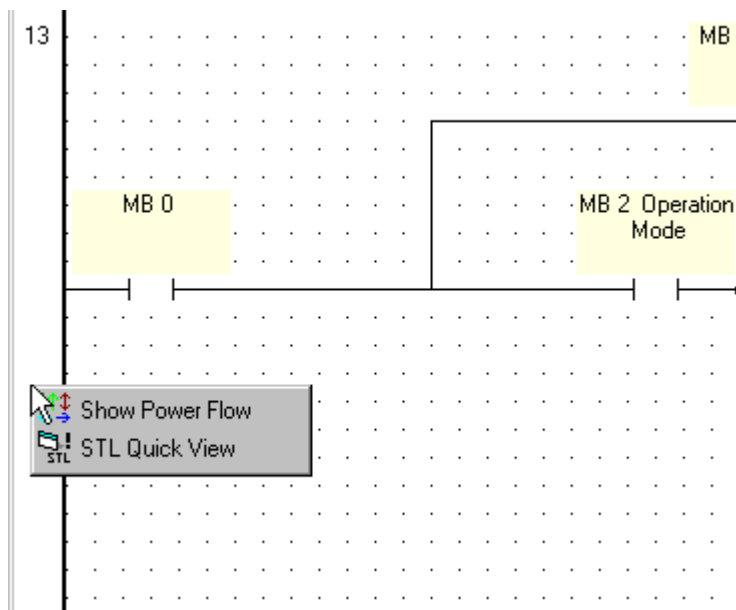 13
MB
MB 0
MB 2 Operation
Mode
Show Power Flow
STL Quick View
STL